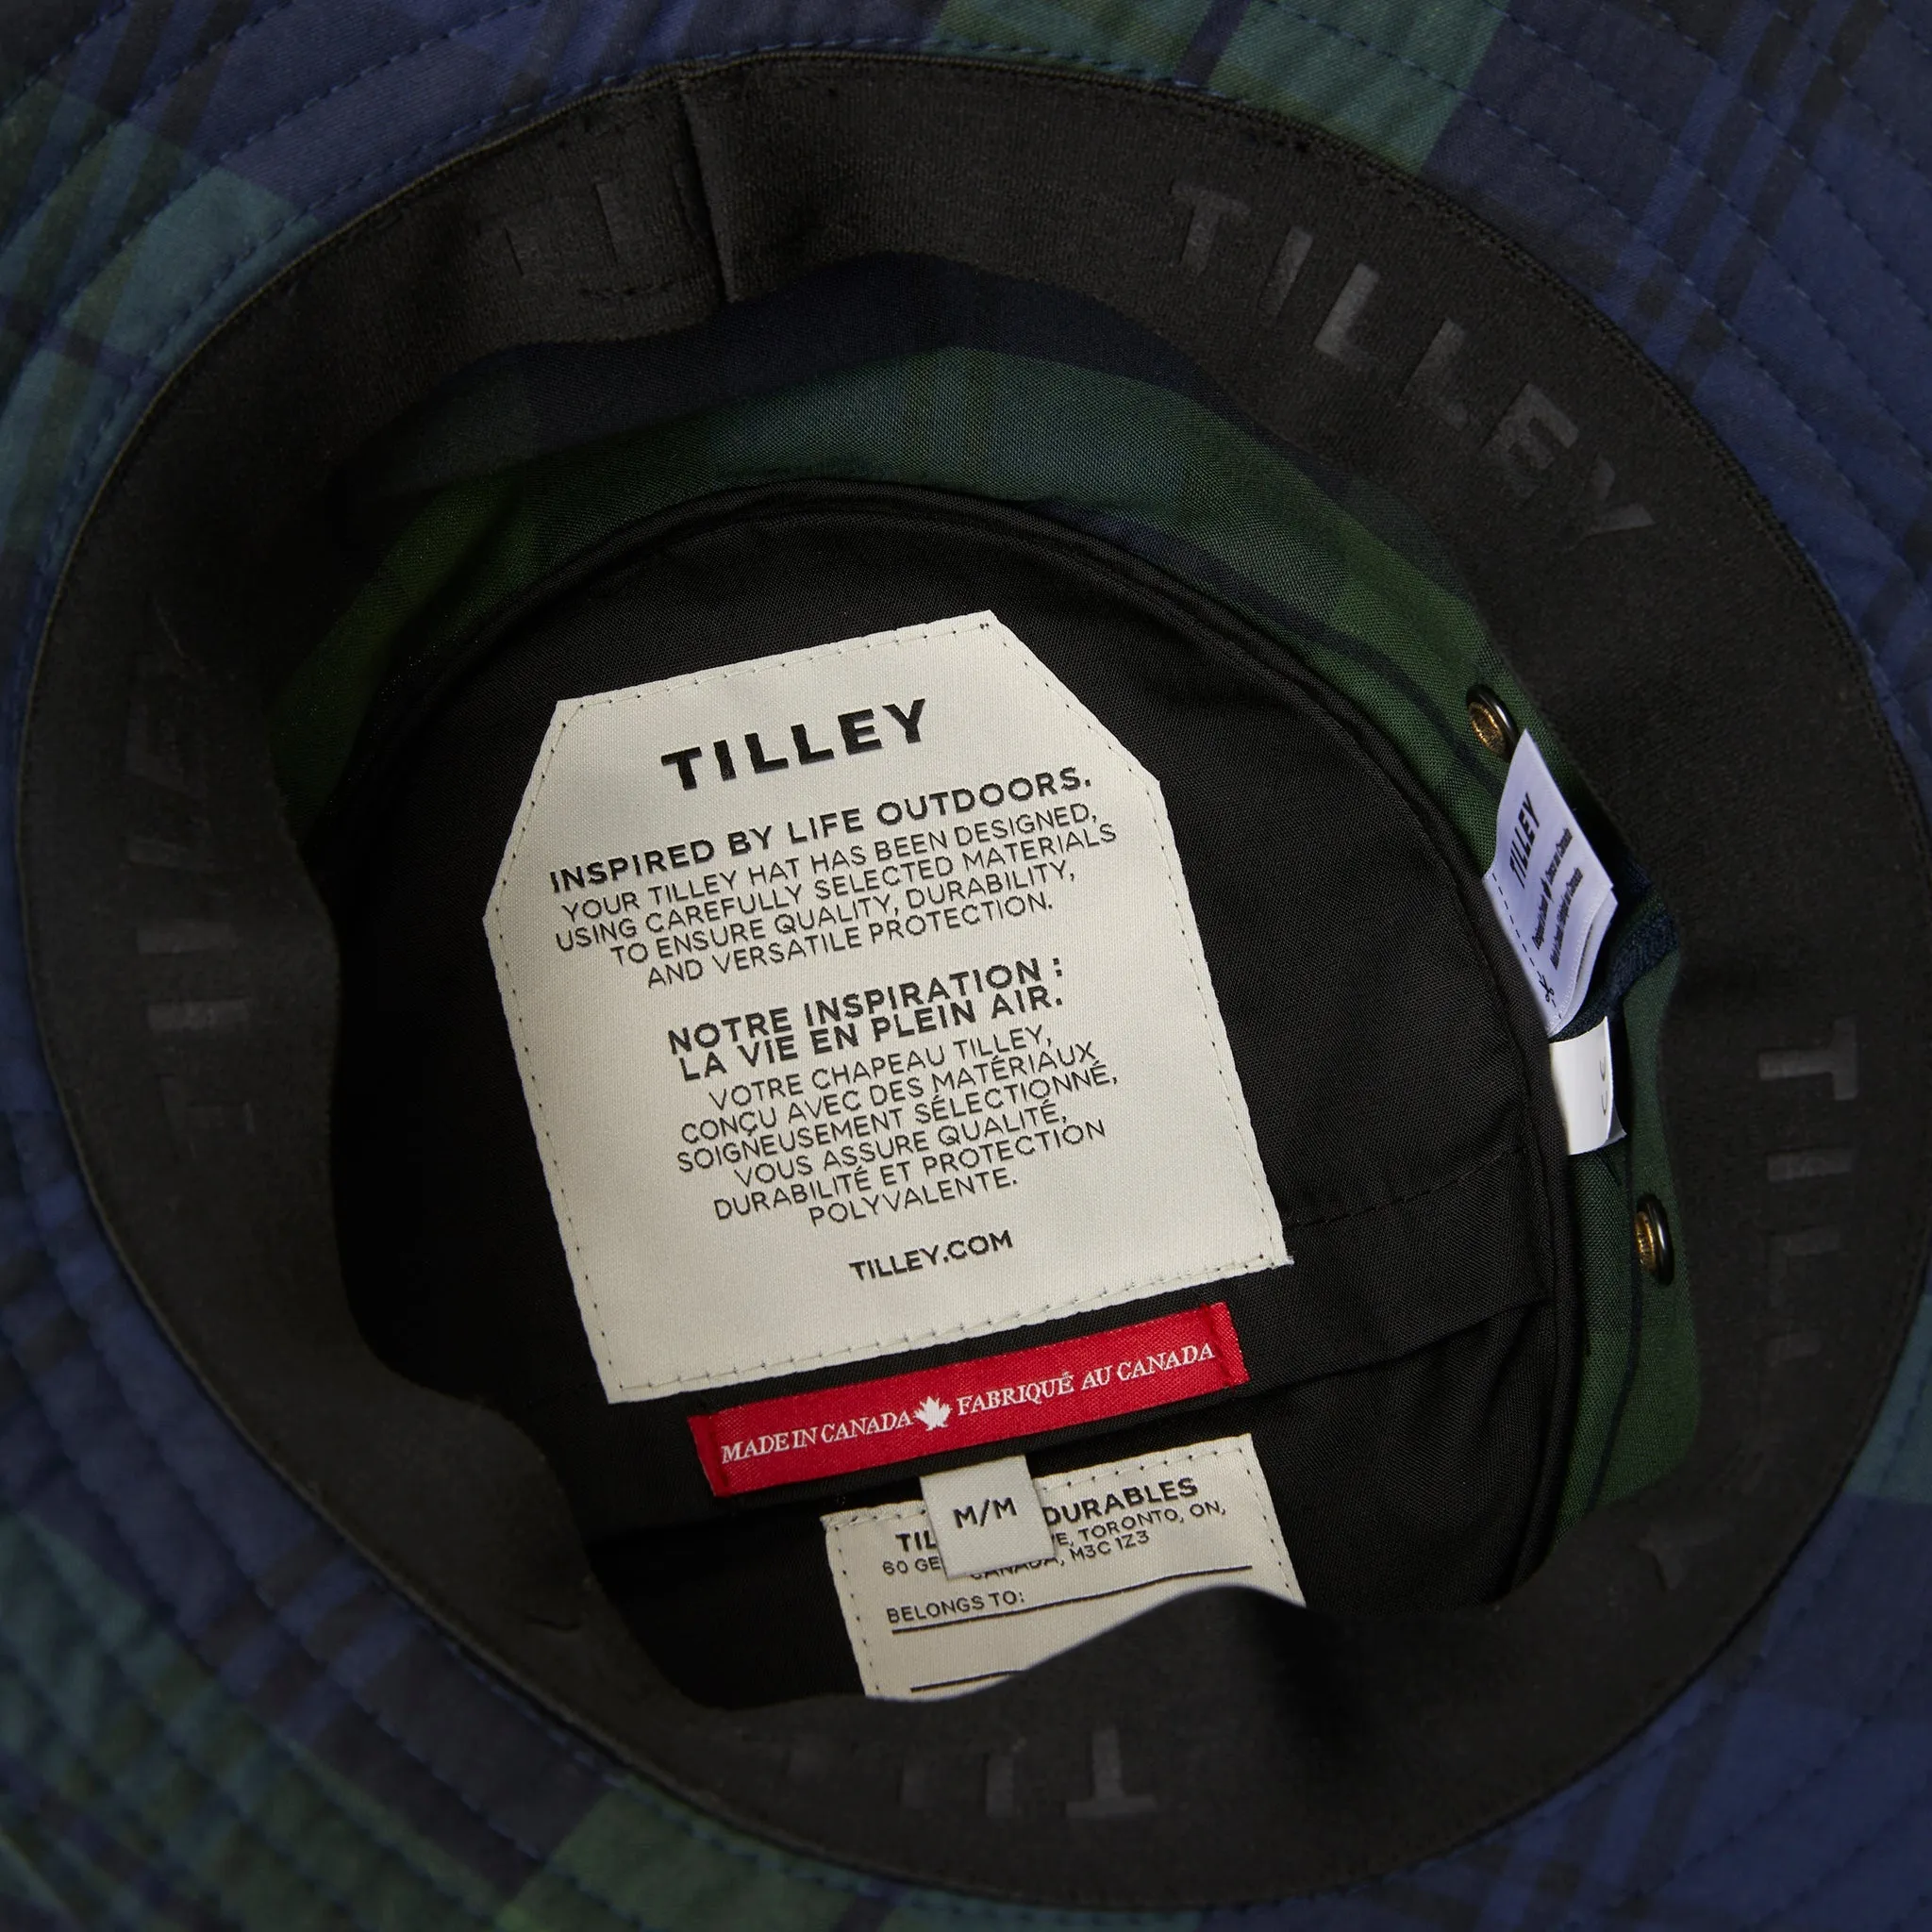 TILLEY
TILLEY
INSPIRED BY LIFE OUTDOORS.
YOUR TILLEY HAT HAS BEEN DESIGNED,
USING CAREFULLY SELECTED MATERIALS
TO ENSURE QUALITY, DURABILITY,
AND VERSATILE PROTECTION.
NOTRE INSPIRATION :
LA VIE EN PLEIN AIR.
VOTRE CHAPEAU TILLEY,
CONÇU AVEC DES MATÉRIAUX
SOIGNEUSEMENT SÉLECTIONNÉ,
VOUS ASSURE QUALITÉ,
DURABILITÉ ET PROTECTION
POLYVALENTE.
TILLEY.COM
TILLEY
MADE IN CANADA FABRIQUÉ AU CANADA
M/M
DURABLES
60 TORONTO, ON,
CANADA, M3C 1Z3
BELONGS TO: